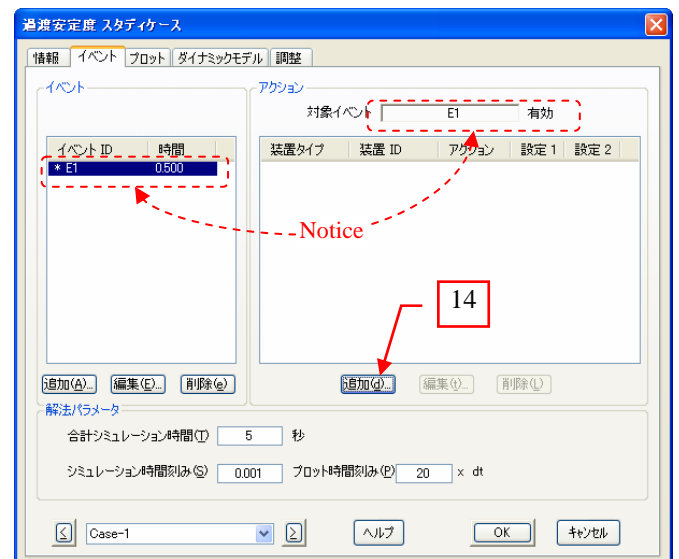 過渡安定度 スタディケース
情報 イベント プロット ダイナミックモデル 調整
イベント
アクション
対象イベント E1 有効
イベント ID 時間
* E1 0.500
装置タイプ 装置 ID アクション 設定 1 設定 2
Notice
14
追加(A)... 編集(E)... 削除(e)
追加(d)... 編集(t)... 削除(L)
解法パラメータ
合計シミュレーション時間(T) 5 秒
シミュレーション時間刻み(S) 0.001 プロット時間刻み(P) 20 x dt
< Case-1 > ヘルプ OK キャンセル